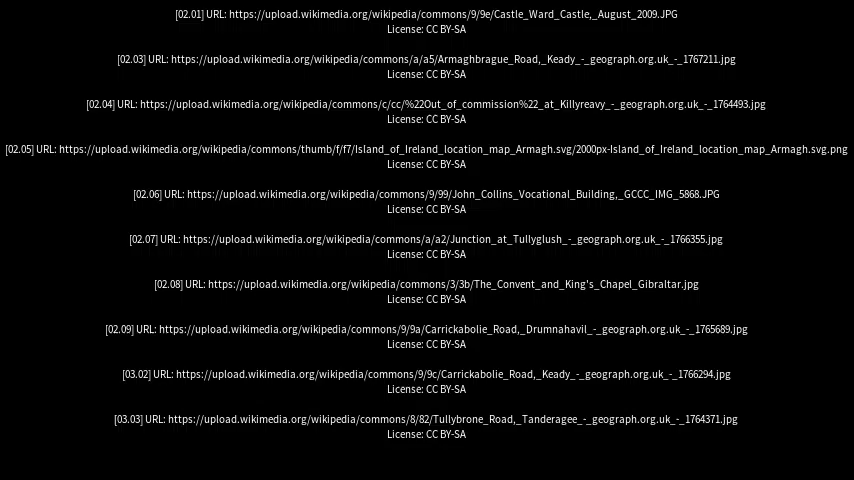 [02.01] URL: https://upload.wikimedia.org/wikipedia/commons/9/9e/Castle_Ward_Castle,_August_2009.JPG
License: CC BY-SA
[02.03] URL: https://upload.wikimedia.org/wikipedia/commons/a/a5/Armaghbrague_Road,_Keady_-_geograph.org.uk_-_1767211.jpg
License: CC BY-SA
[02.04] URL: https://upload.wikimedia.org/wikipedia/commons/c/cc/%22Out_of_commission%22_at_Killyreavy_-_geograph.org.uk_-_1764493.jpg
License: CC BY-SA
[02.05] URL: https://upload.wikimedia.org/wikipedia/commons/thumb/f/f7/Island_of_Ireland_location_map_Armagh.svg/2000px-Island_of_Ireland_location_map_Armagh.svg.png
License: CC BY-SA
[02.06] URL: https://upload.wikimedia.org/wikipedia/commons/9/99/John_Collins_Vocational_Building,_GCCC_IMG_5868.JPG
License: CC BY-SA
[02.07] URL: https://upload.wikimedia.org/wikipedia/commons/a/a2/Junction_at_Tullyglush_-_geograph.org.uk_-_1766355.jpg
License: CC BY-SA
[02.08] URL: https://upload.wikimedia.org/wikipedia/commons/3/3b/The_Convent_and_King's_Chapel_Gibraltar.jpg
License: CC BY-SA
[02.09] URL: https://upload.wikimedia.org/wikipedia/commons/9/9a/Carrickabolie_Road,_Drumnahavil_-_geograph.org.uk_-_1765689.jpg
License: CC BY-SA
[03.02] URL: https://upload.wikimedia.org/wikipedia/commons/9/9c/Carrickabolie_Road,_Keady_-_geograph.org.uk_-_1766294.jpg
License: CC BY-SA
[03.03] URL: https://upload.wikimedia.org/wikipedia/commons/8/82/Tullybrone_Road,_Tanderagee_-_geograph.org.uk_-_1764371.jpg
License: CC BY-SA